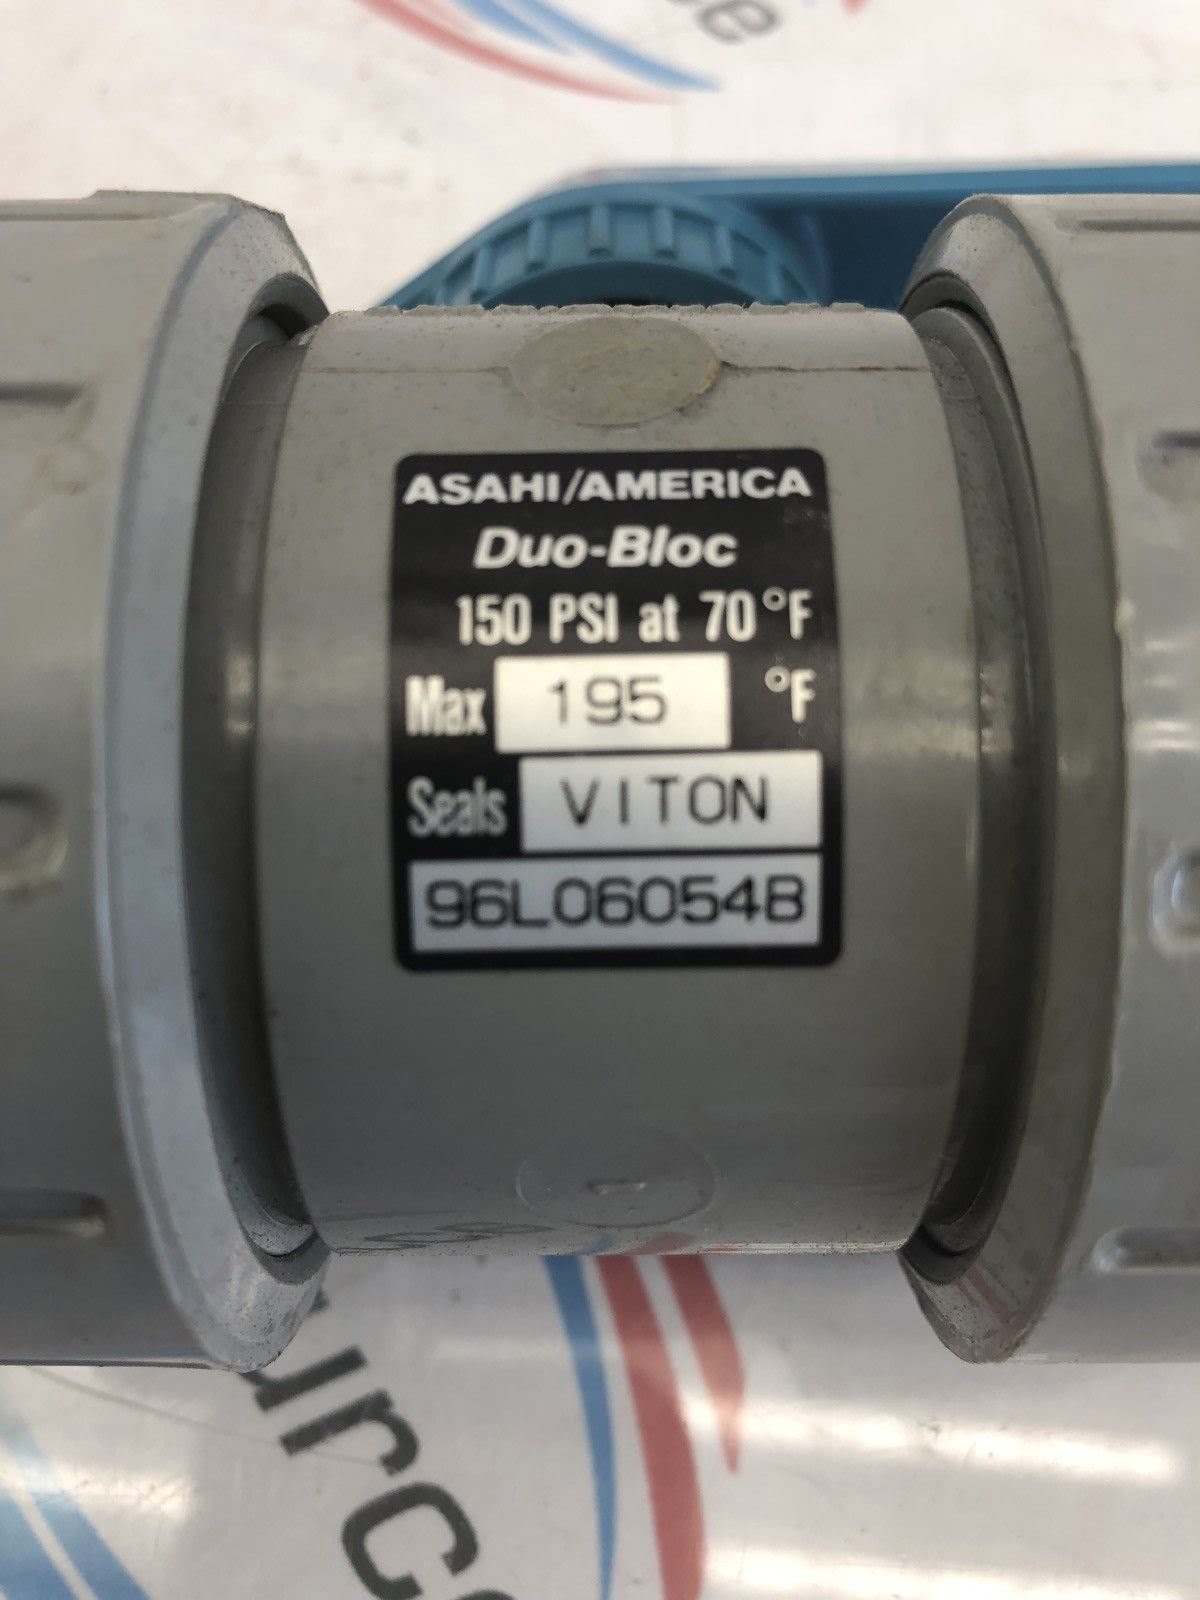 ASAHI/AMERICA
Duo-Bloc
150 PSI at 70°F
Max 195 °F
Seals VITON
96L06054B